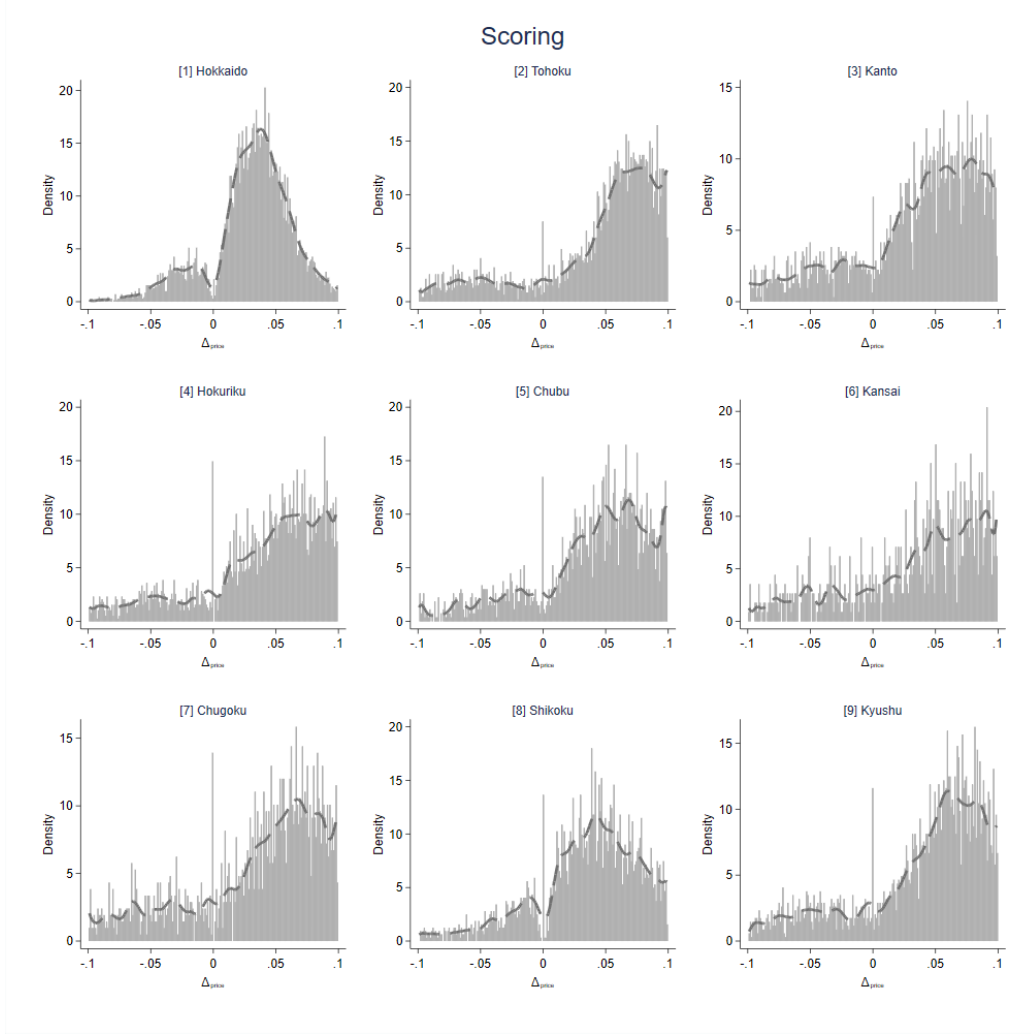 Scoring
[1] Hokkaido
[2] Tohoku
[3] Kanto
20
15
10
5
0
Density
-.1 -.05 0 .05 .1
Δprice
20
15
10
5
0
Density
-.1 -.05 0 .05 .1
Δprice
15
10
5
0
Density
-.1 -.05 0 .05 .1
Δprice
[4] Hokuriku
[5] Chubu
[6] Kansai
20
15
10
5
0
Density
-.1 -.05 0 .05 .1
Δprice
20
15
10
5
0
Density
-.1 -.05 0 .05 .1
Δprice
20
15
10
5
0
Density
-.1 -.05 0 .05 .1
Δprice
[7] Chugoku
[8] Shikoku
[9] Kyushu
15
10
5
0
Density
-.1 -.05 0 .05 .1
Δprice
20
15
10
5
0
Density
-.1 -.05 0 .05 .1
Δprice
15
10
5
0
Density
-.1 -.05 0 .05 .1
Δprice